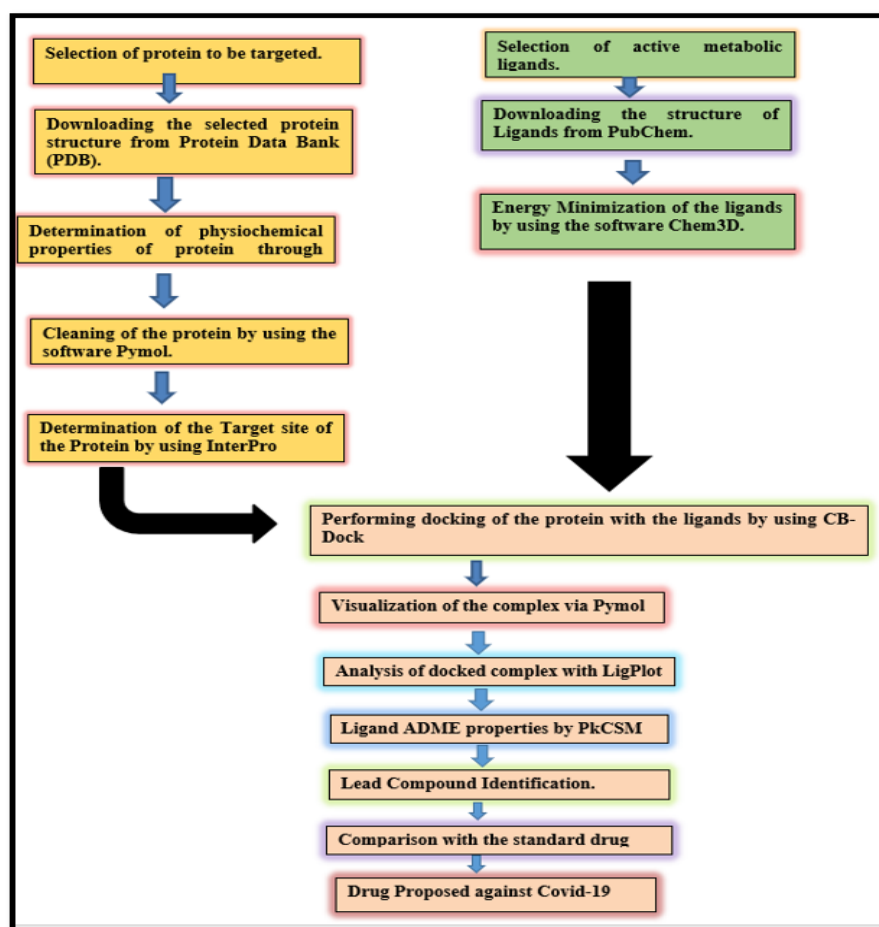 Selection of protein to be targeted.
Downloading the selected protein
structure from Protein Data Bank
(PDB).
Determination of physiochemical
properties of protein through
Cleaning of the protein by using the
software Pymol.
Determination of the Target site of
the Protein by using InterPro
Selection of active metabolic
ligands.
Downloading the structure of
Ligands from PubChem.
Energy Minimization of the ligands
by using the software Chem3D.
Performing docking of the protein with the ligands by using CB-
Dock
Visualization of the complex via Pymol
Analysis of docked complex with LigPlot
Ligand ADME properties by PkCSM
Lead Compound Identification.
Comparison with the standard drug
Drug Proposed against Covid-19